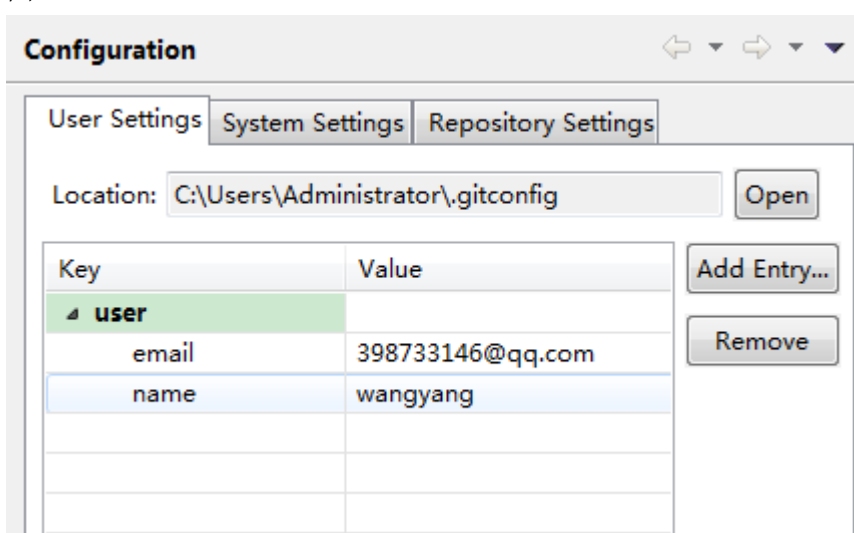 Configuration
User Settings System Settings Repository Settings
Location: C:\Users\Administrator\.gitconfig Open
Key Value Add Entry...
user
Remove
email 398733146@qq.com
name wangyang